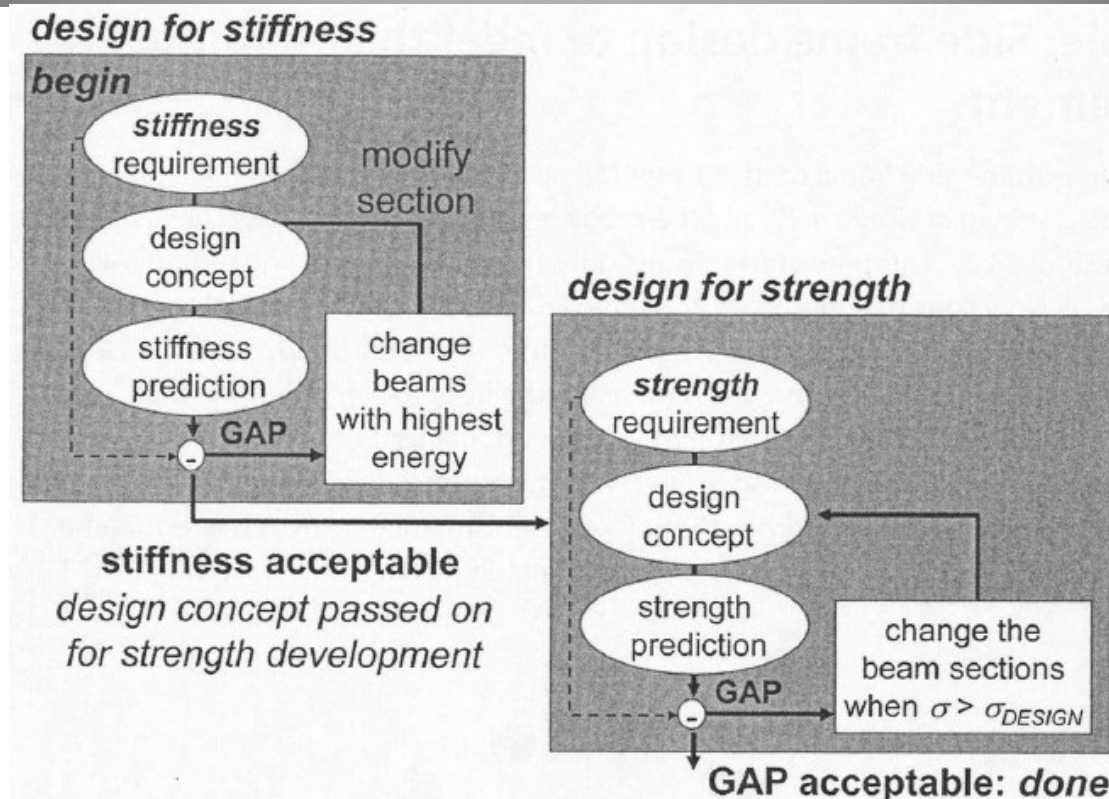 design for stiffness
begin
stiffness
requirement
modify
section
design
concept
stiffness
prediction
change
beams
with highest
energy
GAP
-
stiffness acceptable
design concept passed on
for strength development
design for strength
strength
requirement
design
concept
strength
prediction
change the
beam sections
when σ > σDESIGN
GAP
-
GAP acceptable: done